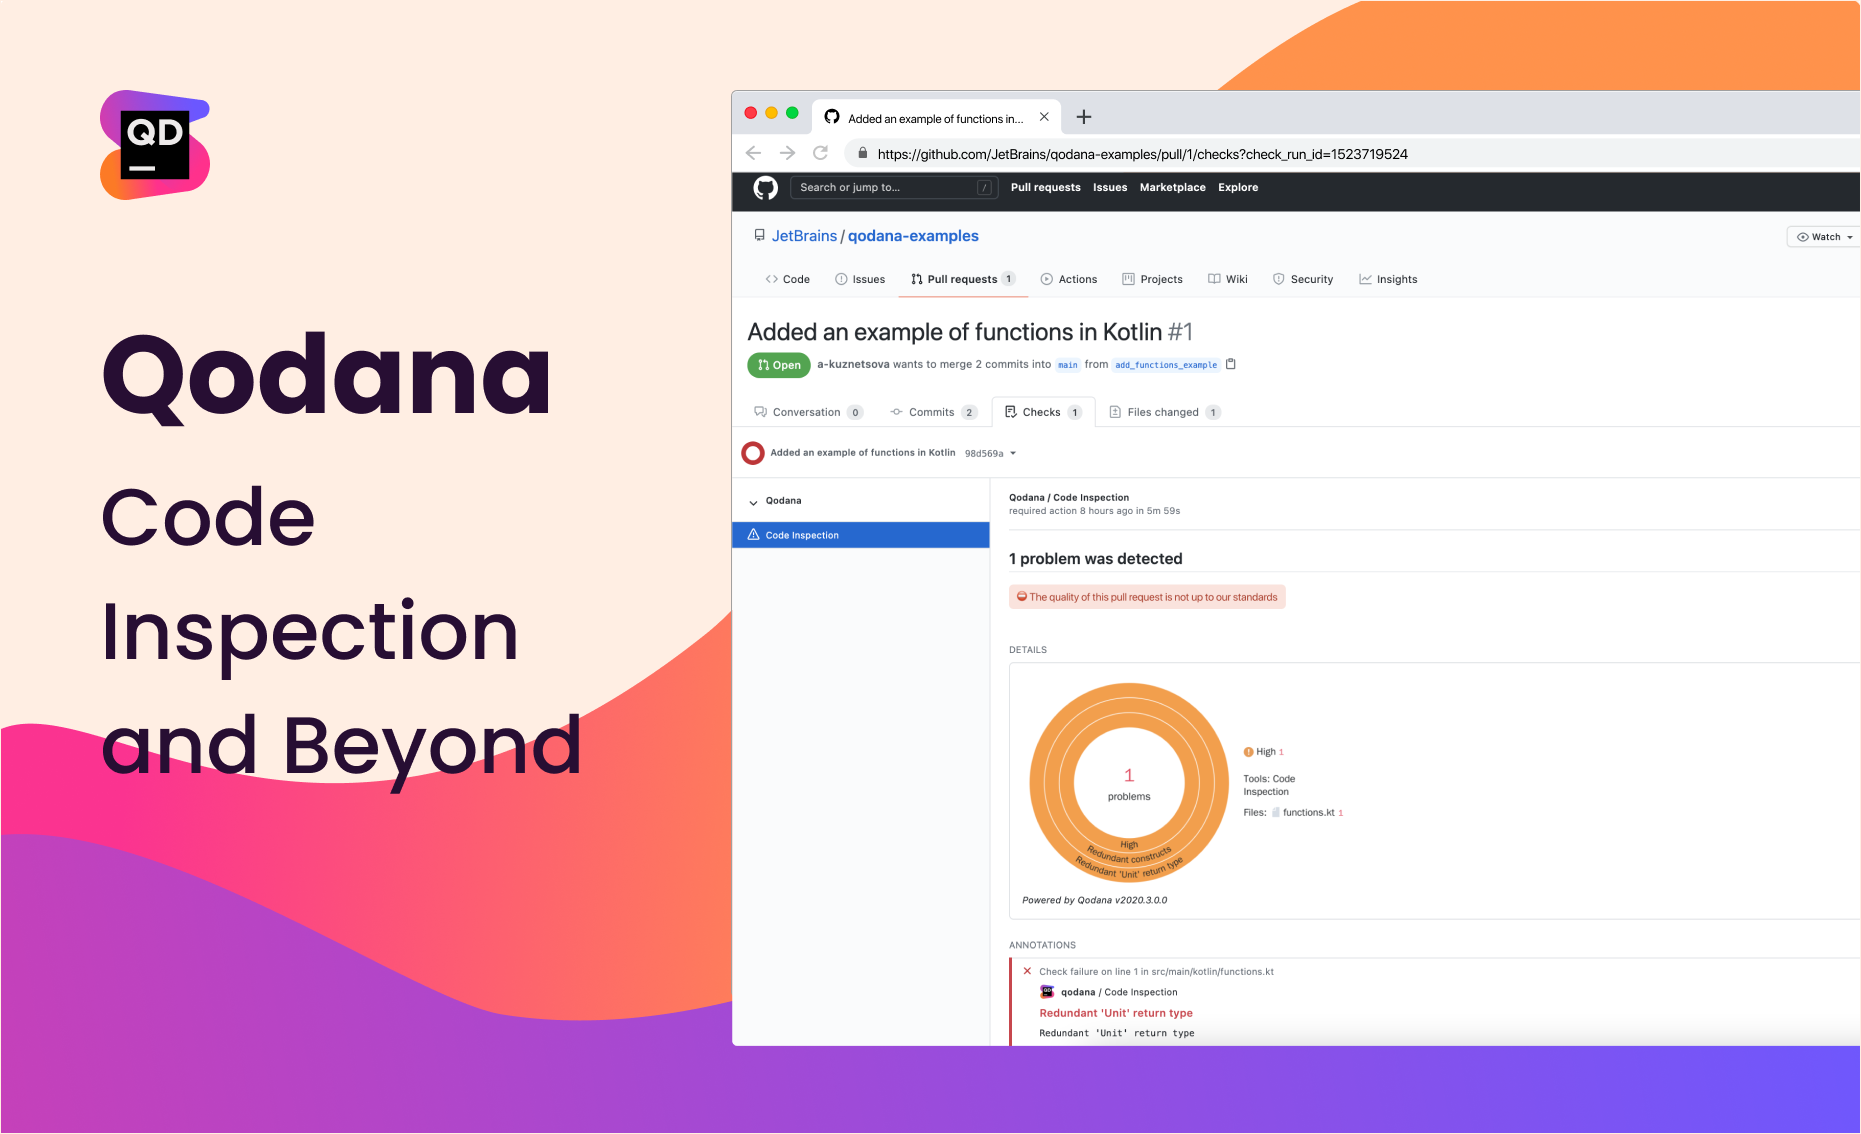 QD
Qodana
Code
Inspection
and Beyond
Added an example of functions in...
https://github.com/JetBrains/qodana-examples/pull/1/checks?check_run_id=1523719524
Search or jump to... / Pull requests Issues Marketplace Explore
JetBrains / qodana-examples Watch
Code Issues Pull requests 1 Actions Projects Wiki Security Insights
Added an example of functions in Kotlin #1
Open a-kuznetsova wants to merge 2 commits into main from add_functions_example
Conversation 0 Commits 2 Checks 1 Files changed 1
Added an example of functions in Kotlin 98d569a
Qodana
Code Inspection
Qodana / Code Inspection
required action 8 hours ago in 5m 59s
1 problem was detected
The quality of this pull request is not up to our standards
DETAILS
1
problems
High
Redundant constructs
Redundant 'Unit' return type
High 1
Tools: Code
Inspection
Files: functions.kt 1
Powered by Qodana v2020.3.0.0
ANNOTATIONS
Check failure on line 1 in src/main/kotlin/functions.kt
qodana / Code Inspection
Redundant 'Unit' return type
Redundant 'Unit' return type